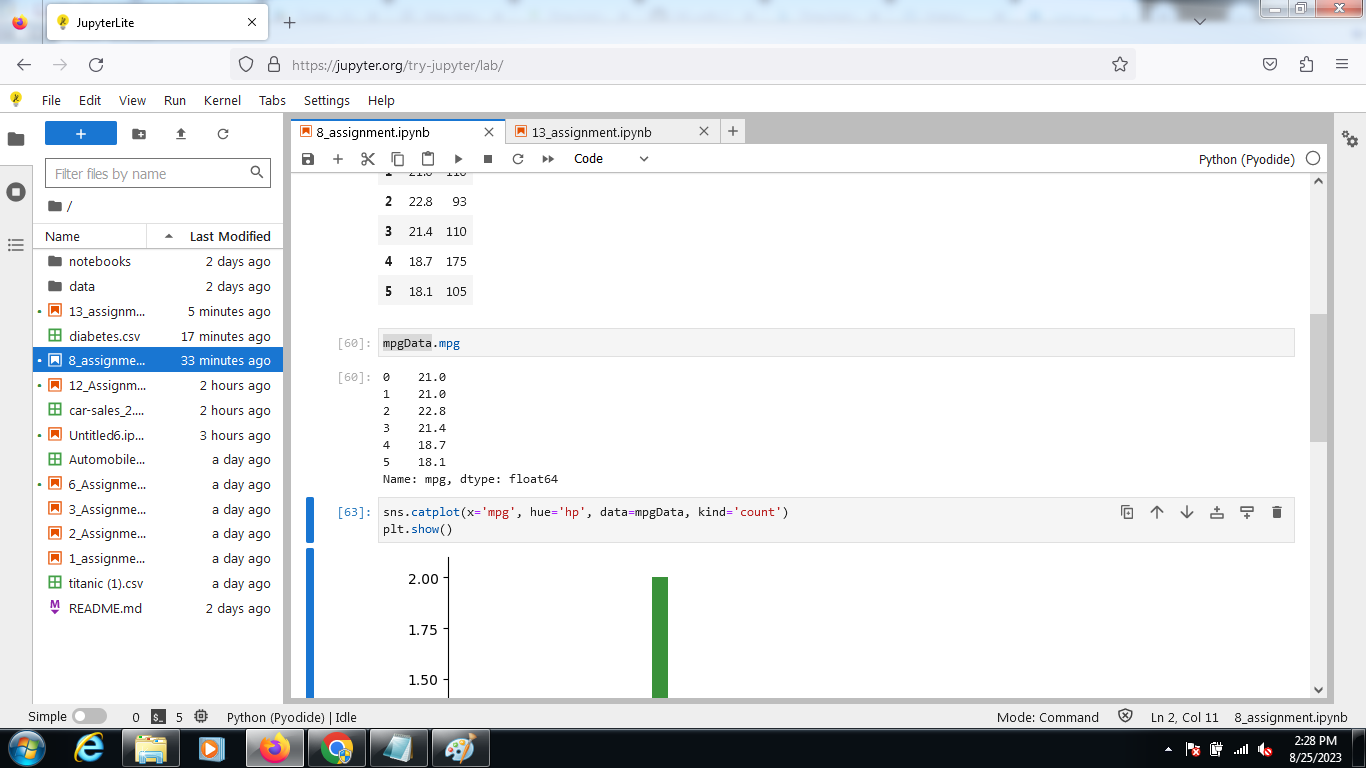 JupyterLite
https://jupyter.org/try-jupyter/lab/
File Edit View Run Kernel Tabs Settings Help
8_assignment.ipynb
13_assignment.ipynb
Code
Python (Pyodide)
Filter files by name
/
Name Last Modified
notebooks 2 days ago
data 2 days ago
13_assignm... 5 minutes ago
diabetes.csv 17 minutes ago
8_assignme... 33 minutes ago
12_Assignm... 2 hours ago
car-sales_2.... 2 hours ago
Untitled6.ip... 3 hours ago
Automobile... a day ago
6_Assignme... a day ago
3_Assignme... a day ago
2_Assignme... a day ago
1_assignme... a day ago
titanic (1).csv a day ago
README.md 2 days ago
2 22.8 93
3 21.4 110
4 18.7 175
5 18.1 105
[60]: mpgData.mpg
[60]: 0 21.0
1 21.0
2 22.8
3 21.4
4 18.7
5 18.1
Name: mpg, dtype: float64
[63]: sns.catplot(x='mpg', hue='hp', data=mpgData, kind='count')
plt.show()
2.00
1.75
1.50
Simple 0 5 Python (Pyodide) | Idle
Mode: Command Ln 2, Col 11 8_assignment.ipynb
2:28 PM
8/25/2023